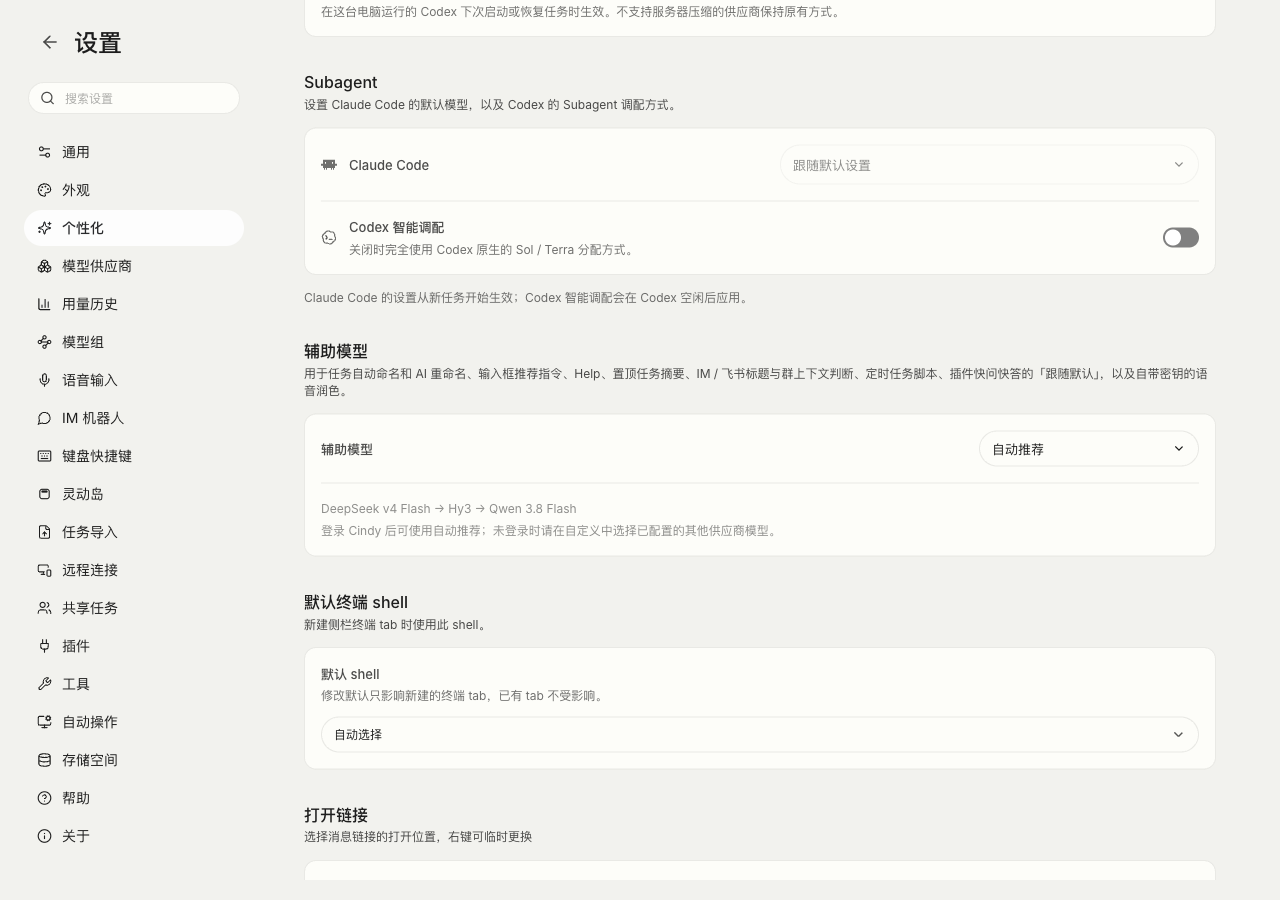 设置
搜索设置
通用
外观
个性化
模型供应商
用量历史
模型组
语音输入
IM 机器人
键盘快捷键
灵动岛
任务导入
远程连接
共享任务
插件
工具
自动操作
存储空间
帮助
关于
在这台电脑运行的 Codex 下次启动或恢复任务时生效。不支持服务器压缩的供应商保持原有方式。
Subagent
设置 Claude Code 的默认模型，以及 Codex 的 Subagent 调配方式。
Claude Code
跟随默认设置
Codex 智能调配
关闭时完全使用 Codex 原生的 Sol / Terra 分配方式。
Claude Code 的设置从新任务开始生效；Codex 智能调配会在 Codex 空闲后应用。
辅助模型
用于任务自动命名和 AI 重命名、输入框推荐指令、Help、置顶任务摘要、IM / 飞书标题与群上下文判断、定时任务脚本、插件快问快答的「跟随默认」，以及自带密钥的语
音润色。
辅助模型
自动推荐
DeepSeek v4 Flash → Hy3 → Qwen 3.8 Flash
登录 Cindy 后可使用自动推荐；未登录时请在自定义中选择已配置的其他供应商模型。
默认终端 shell
新建侧栏终端 tab 时使用此 shell。
默认 shell
修改默认只影响新建的终端 tab，已有 tab 不受影响。
自动选择
打开链接
选择消息链接的打开位置，右键可临时更换